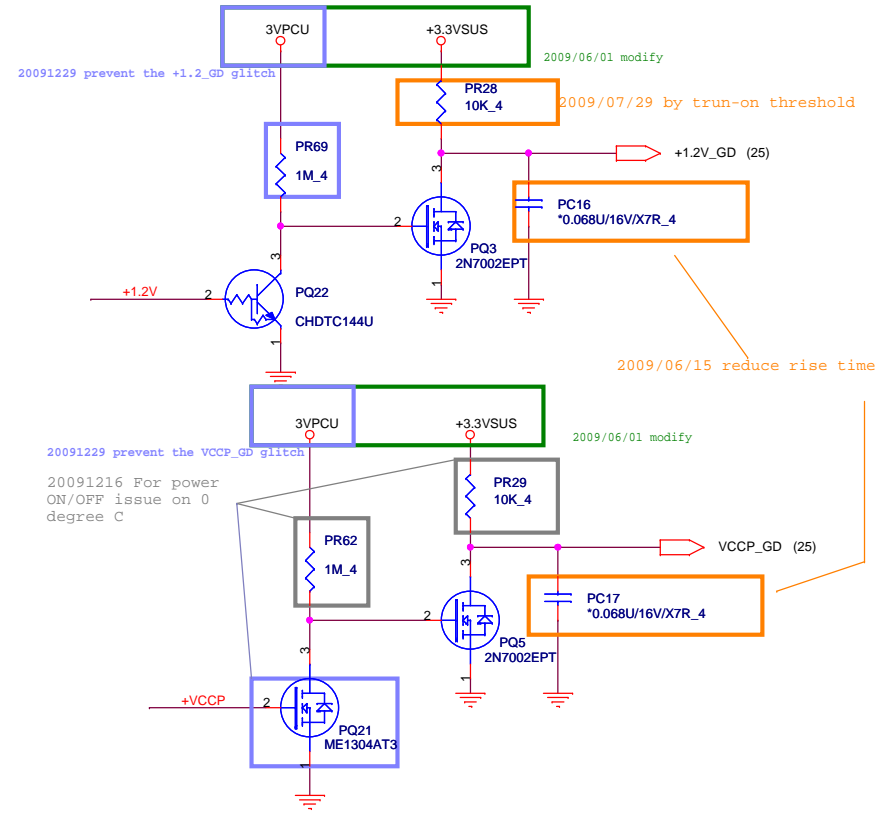 3VPCU
+3.3VSUS
2009/06/01 modify
20091229 prevent the +1.2_GD glitch
PR28
10K_4
2009/07/29 by trun-on threshold
PR69
1M_4
3
+1.2V_GD (25)
2
PC16
*0.068U/16V/X7R_4
PQ3
2N7002EPT
3
1
+1.2V
2
PQ22
CHDTC144U
1
2009/06/15 reduce rise time
3VPCU
+3.3VSUS
2009/06/01 modify
20091229 prevent the VCCP_GD glitch
20091216 For power
ON/OFF issue on 0
degree C
PR29
10K_4
PR62
1M_4
VCCP_GD (25)
3
2
PC17
*0.068U/16V/X7R_4
PQ5
2N7002EPT
3
1
+VCCP
2
PQ21
ME1304AT3
1